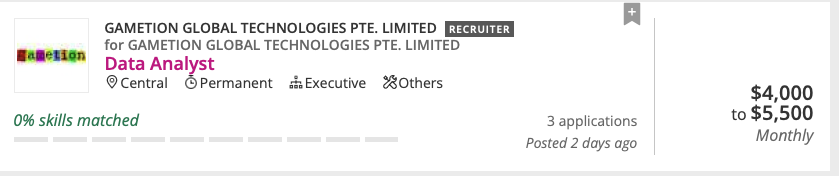 Gametion
GAMETION GLOBAL TECHNOLOGIES PTE. LIMITED RECRUITER
for GAMETION GLOBAL TECHNOLOGIES PTE. LIMITED
Data Analyst
Central Permanent Executive Others
$4,000
to $5,500
Monthly
0% skills matched
3 applications
Posted 2 days ago